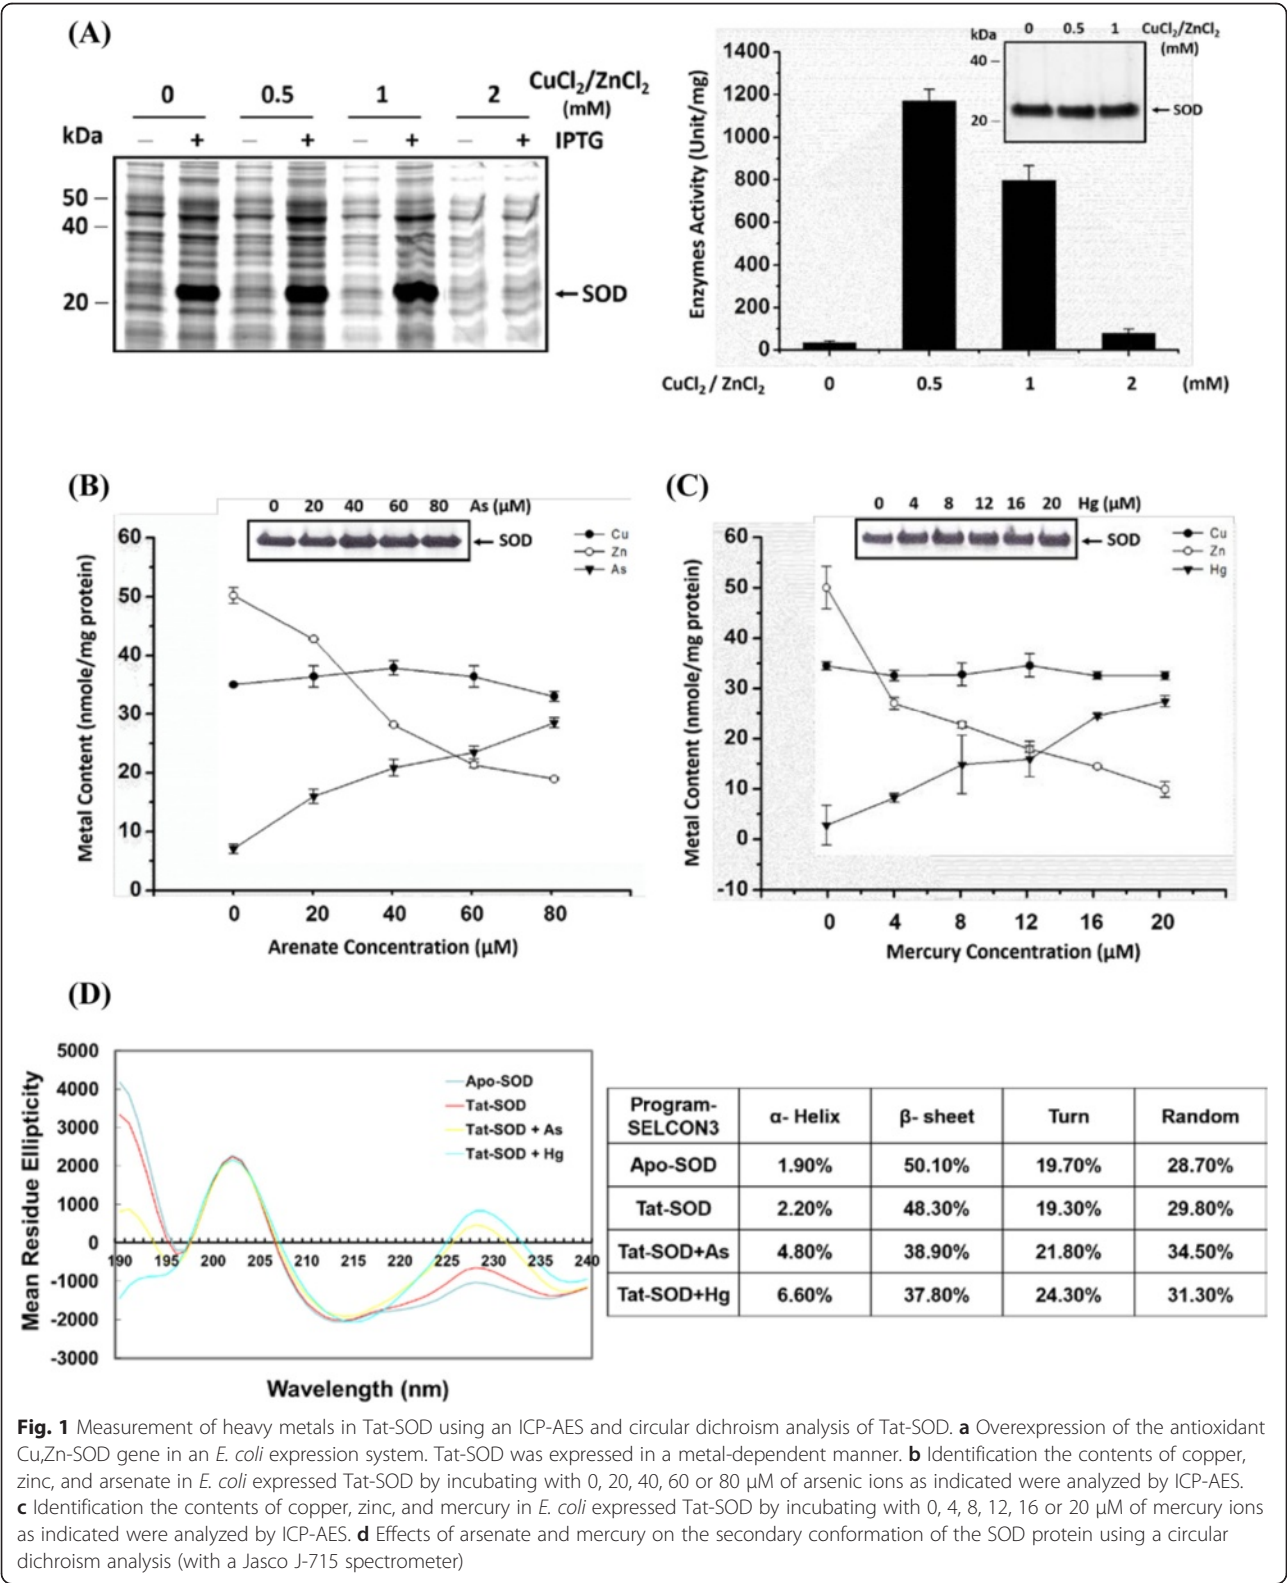 (A)
0 0.5 1 2 CuCl2/ZnCl2
(mM)
kDa — + — + — + — + IPTG
50 —
40 —
20 —
← SOD
1400
1200
1000
800
600
400
200
0
Enzymes Activity (Unit/mg)
kDa 0 0.5 1 CuCl2/ZnCl2
(mM)
40 —
20 —
← SOD
CuCl2 / ZnCl2 0 0.5 1 2 (mM)
(B)
0 20 40 60 80 As (µM)
← SOD
Cu
Zn
As
Metal Content (nmole/mg protein)
60
50
40
30
20
10
0
0 20 40 60 80
Arenate Concentration (µM)
(C)
0 4 8 12 16 20 Hg (µM)
← SOD
Cu
Zn
Hg
Metal Content (nmole/mg protein)
60
50
40
30
20
10
0
-10
0 4 8 12 16 20
Mercury Concentration (µM)
(D)
Mean Residue Ellipticity
5000
4000
3000
2000
1000
0
-1000
-2000
-3000
Apo-SOD
Tat-SOD
Tat-SOD + As
Tat-SOD + Hg
190 195 200 205 210 215 220 225 230 235 240
Wavelength (nm)
Program-
SELCON3 α- Helix β- sheet Turn Random
Apo-SOD 1.90% 50.10% 19.70% 28.70%
Tat-SOD 2.20% 48.30% 19.30% 29.80%
Tat-SOD+As 4.80% 38.90% 21.80% 34.50%
Tat-SOD+Hg 6.60% 37.80% 24.30% 31.30%
Fig. 1 Measurement of heavy metals in Tat-SOD using an ICP-AES and circular dichroism analysis of Tat-SOD. a Overexpression of the antioxidant
Cu,Zn-SOD gene in an E. coli expression system. Tat-SOD was expressed in a metal-dependent manner. b Identification the contents of copper,
zinc, and arsenate in E. coli expressed Tat-SOD by incubating with 0, 20, 40, 60 or 80 µM of arsenic ions as indicated were analyzed by ICP-AES.
c Identification the contents of copper, zinc, and mercury in E. coli expressed Tat-SOD by incubating with 0, 4, 8, 12, 16 or 20 µM of mercury ions
as indicated were analyzed by ICP-AES. d Effects of arsenate and mercury on the secondary conformation of the SOD protein using a circular
dichroism analysis (with a Jasco J-715 spectrometer)